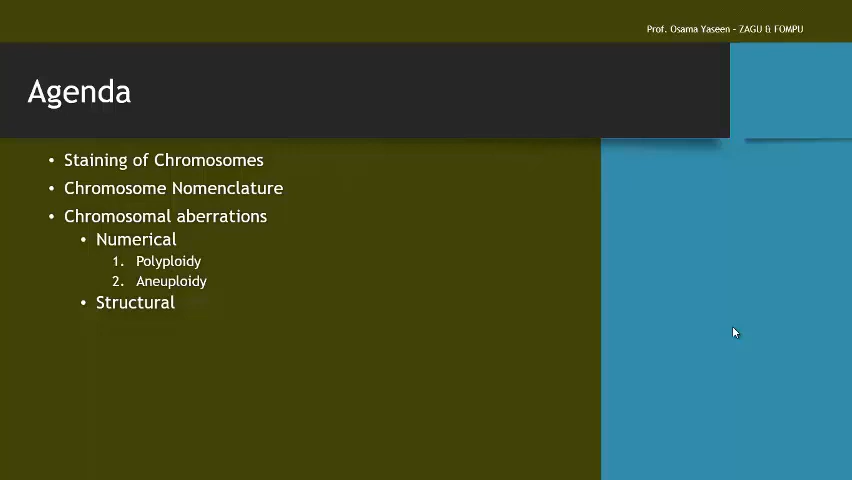 Prof. Osama Yaseen – ZAGU & FOMPU
Agenda
• Staining of Chromosomes
• Chromosome Nomenclature
• Chromosomal aberrations
• Numerical
1. Polyploidy
2. Aneuploidy
• Structural